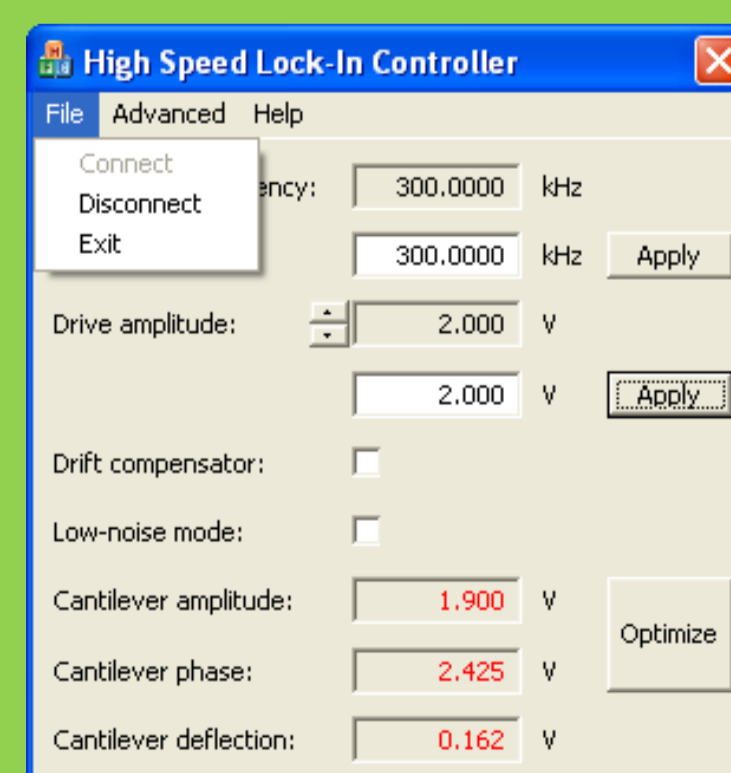 High Speed Lock-In Controller
File Advanced Help
Connect
Disconnect
Exit
300.0000 kHz
300.0000 kHz Apply
Drive amplitude: 2.000 V
2.000 V Apply
Drift compensator:
Low-noise mode:
Cantilever amplitude: 1.900 V
Optimize
Cantilever phase: 2.425 V
Cantilever deflection: 0.162 V